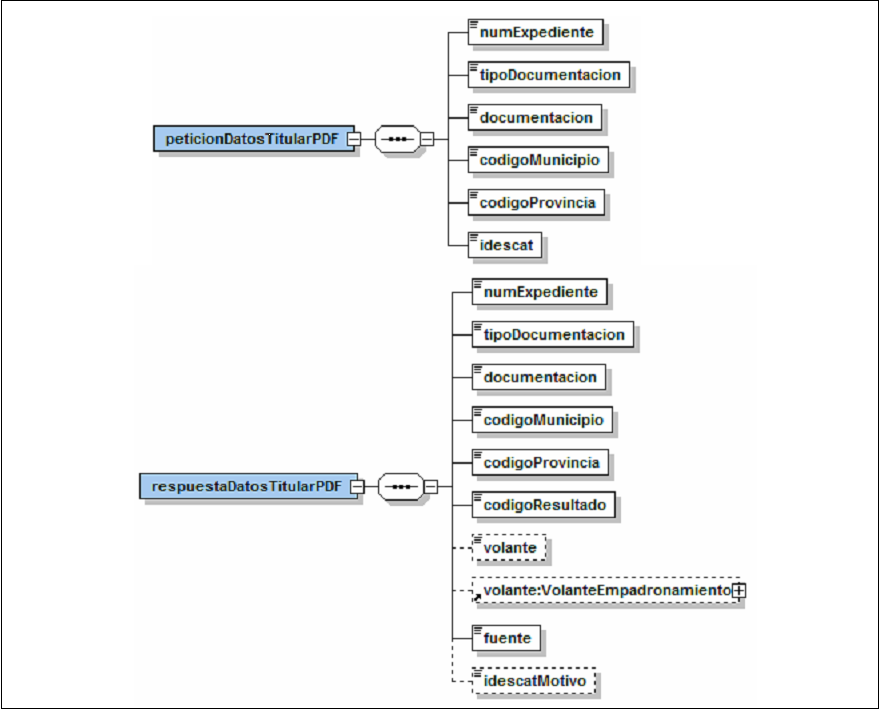 numExpediente
tipoDocumentacion
documentacion
peticionDatosTitularPDF
codigoMunicipio
codigoProvincia
idescat
numExpediente
tipoDocumentacion
documentacion
codigoMunicipio
codigoProvincia
respuestaDatosTitularPDF
codigoResultado
volante
volante:VolanteEmpadronamiento
fuente
idescatMotivo